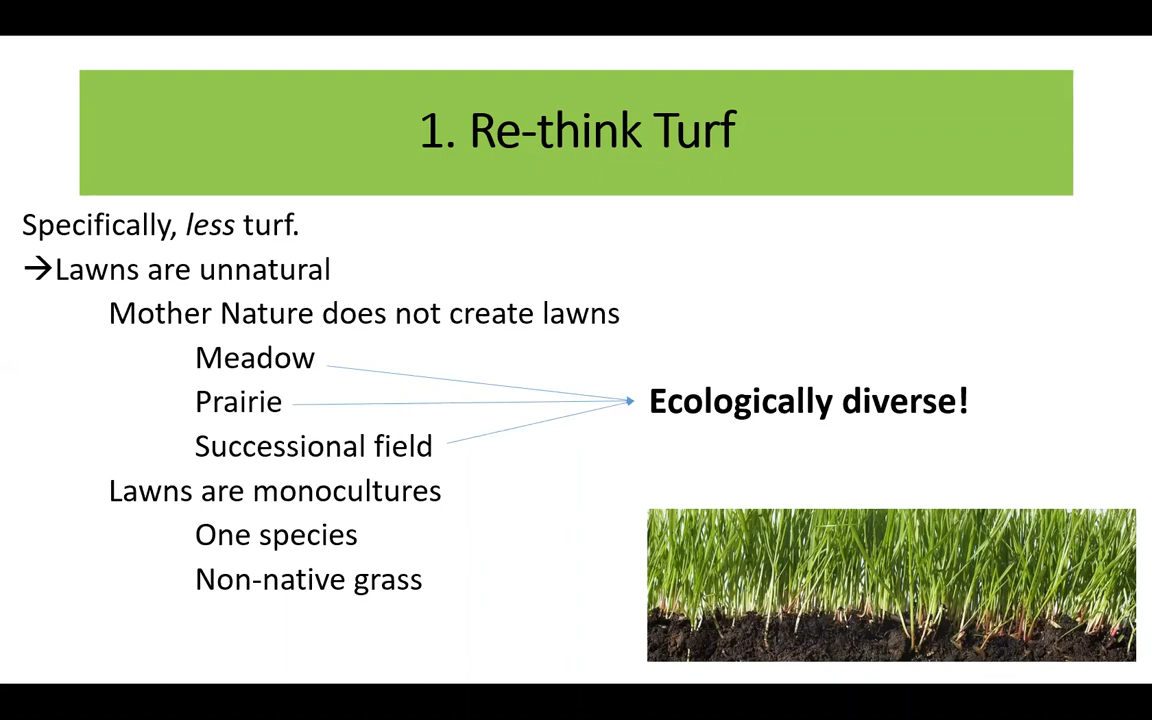 1. Re-think Turf
Specifically, less turf.
→Lawns are unnatural
Mother Nature does not create lawns
Meadow
Prairie
Successional field
Ecologically diverse!
Lawns are monocultures
One species
Non-native grass